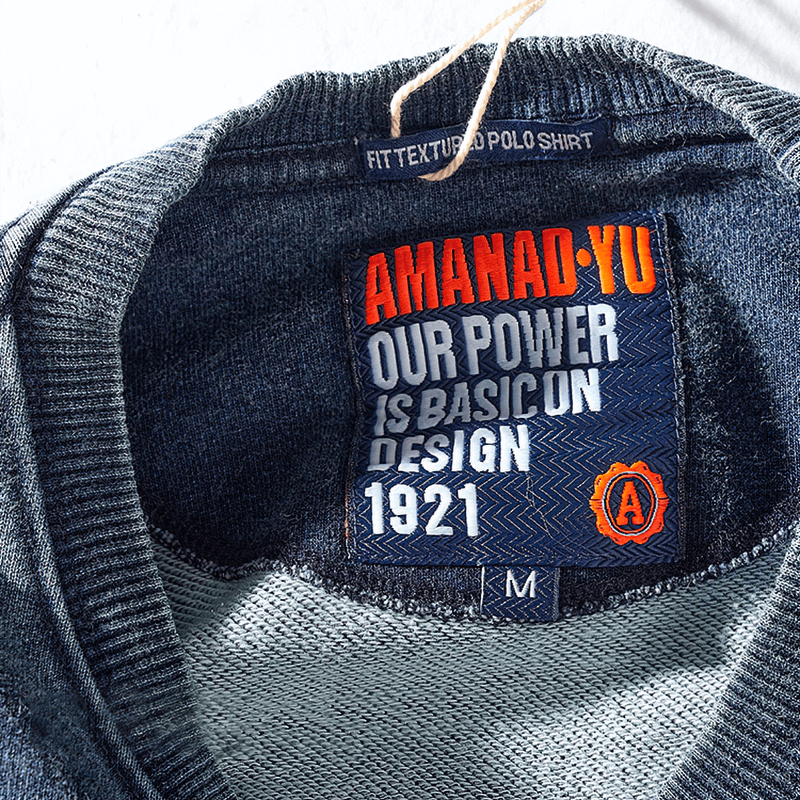 FIT TEXTURED POLO SHIRT
AMANAD·YU
OUR POWER
IS BASIC ON
DESIGN
1921
A
M